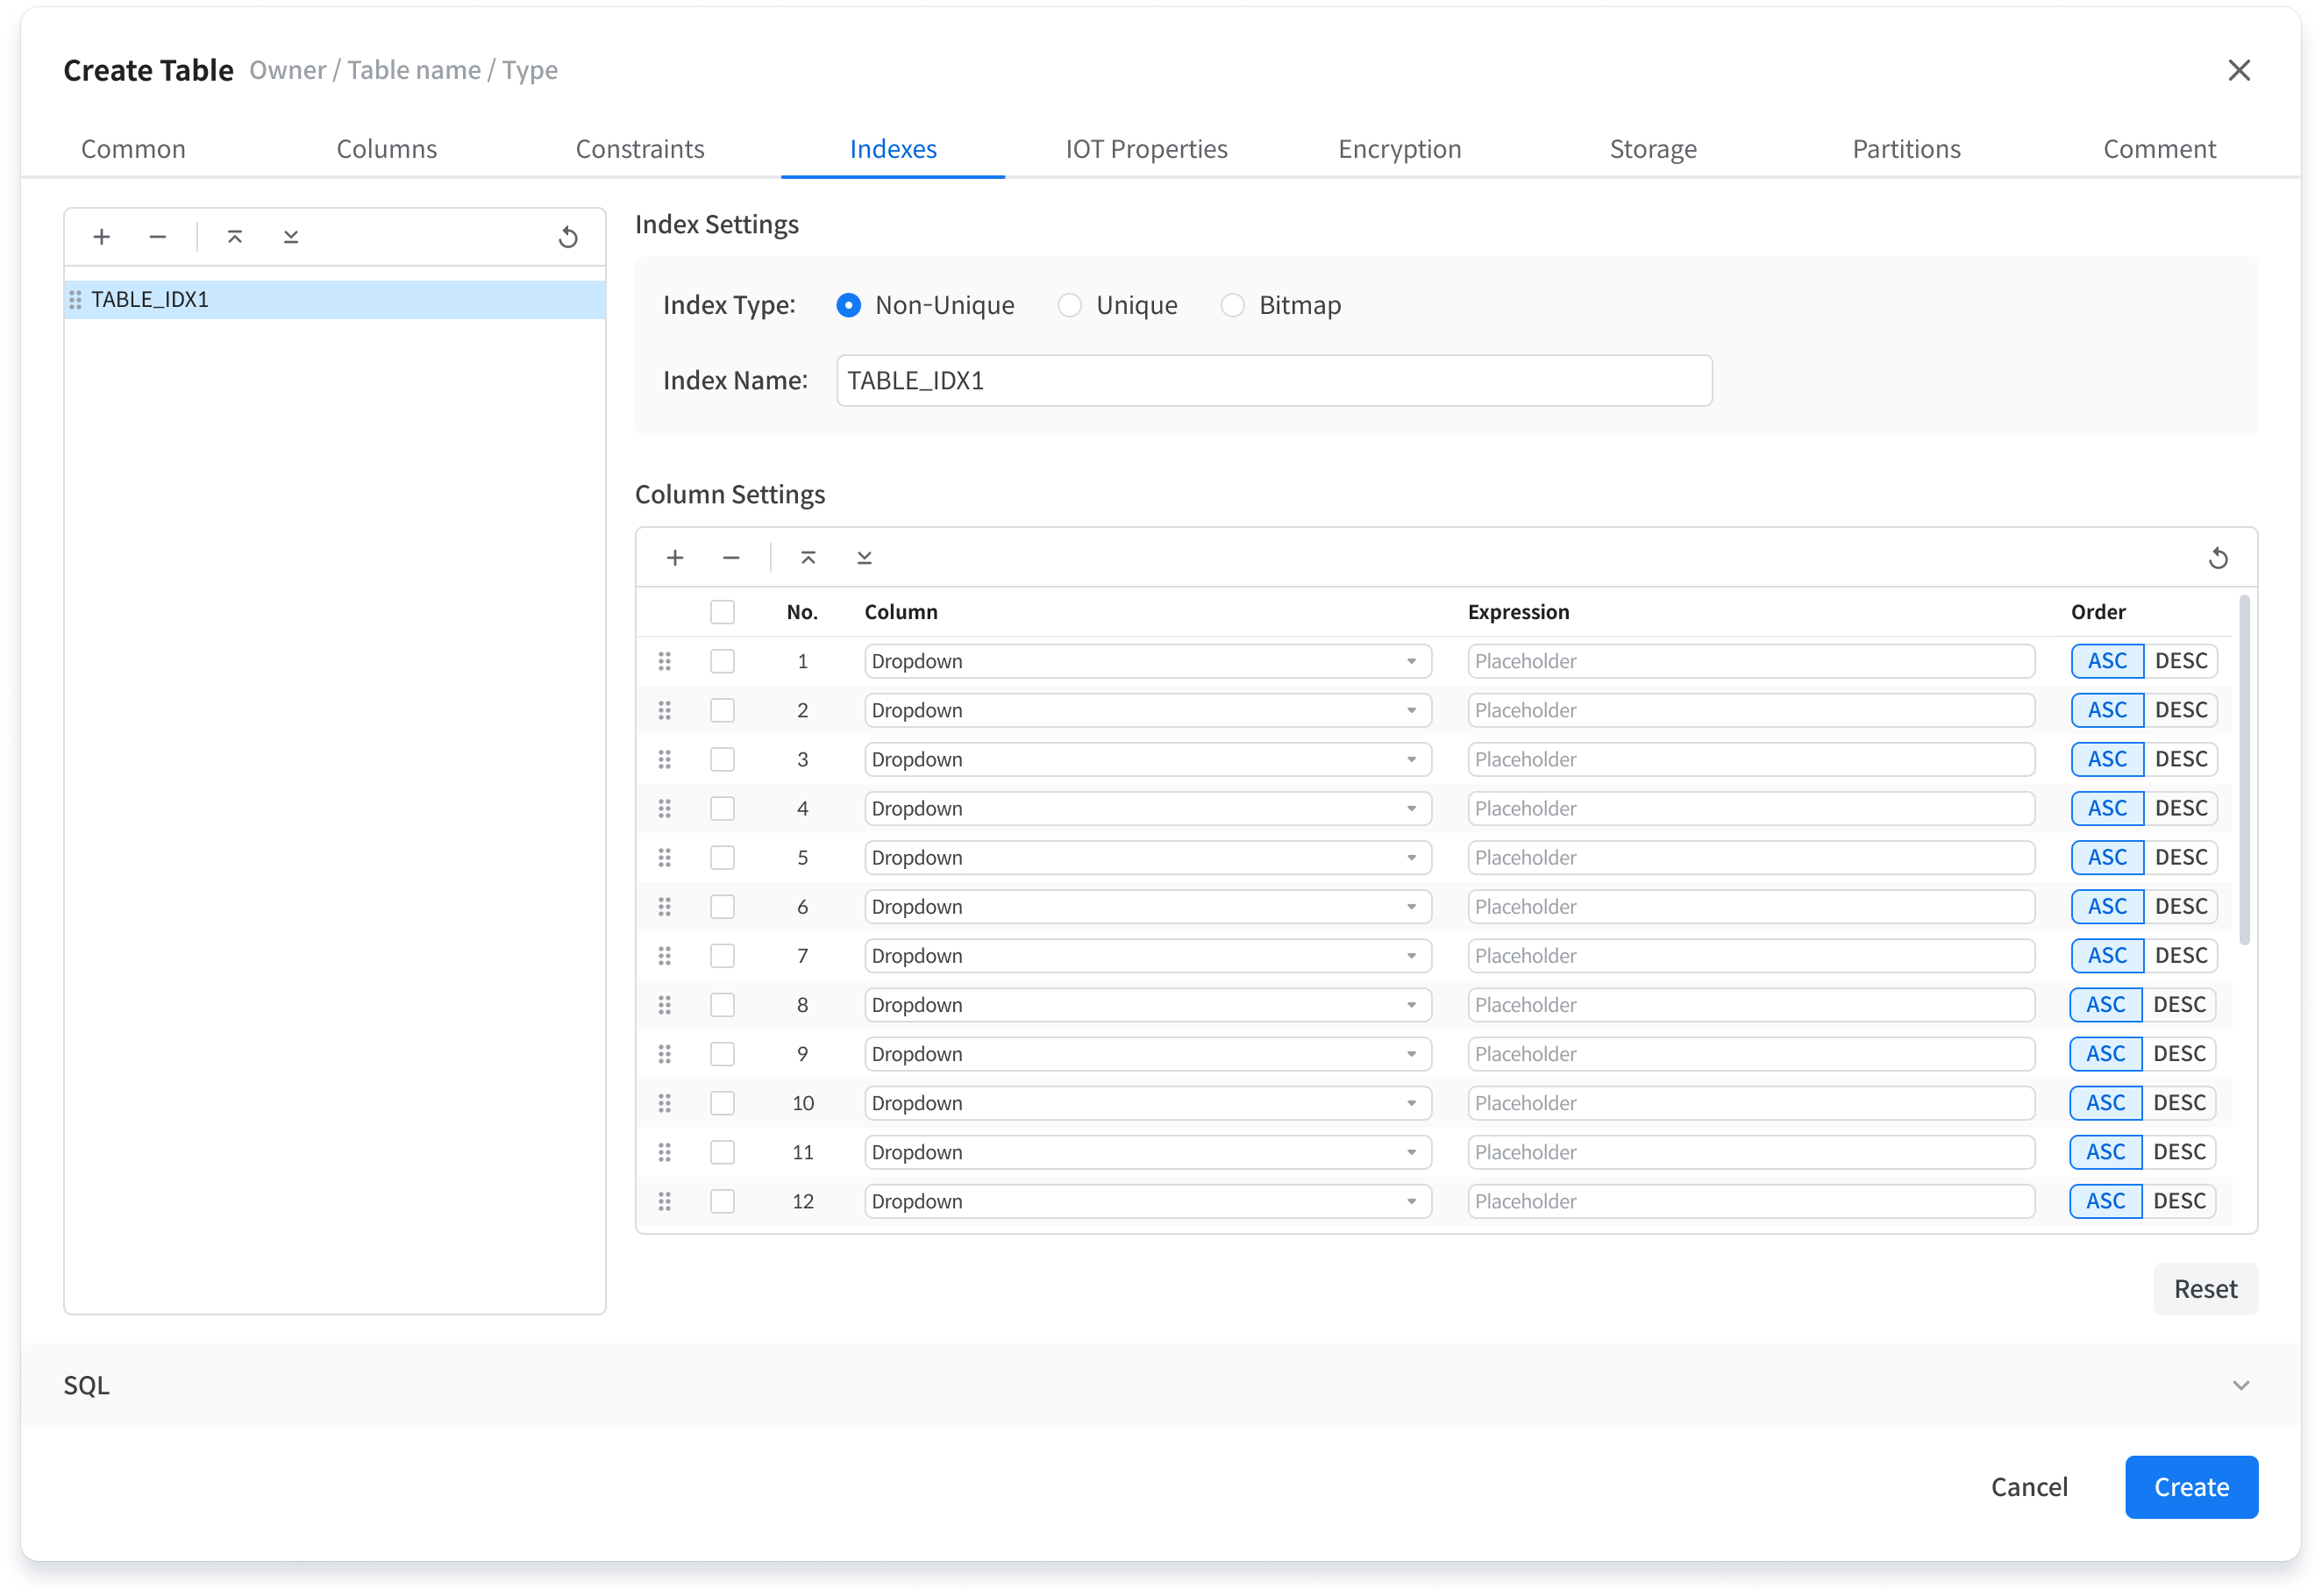 Create Table Owner / Table name / Type
Common Columns Constraints Indexes IOT Properties Encryption Storage Partitions Comment
TABLE_IDX1
Index Settings
Index Type: Non-Unique Unique Bitmap
Index Name: TABLE_IDX1
Column Settings
No. Column Expression Order
1 Dropdown Placeholder ASC DESC
2 Dropdown Placeholder ASC DESC
3 Dropdown Placeholder ASC DESC
4 Dropdown Placeholder ASC DESC
5 Dropdown Placeholder ASC DESC
6 Dropdown Placeholder ASC DESC
7 Dropdown Placeholder ASC DESC
8 Dropdown Placeholder ASC DESC
9 Dropdown Placeholder ASC DESC
10 Dropdown Placeholder ASC DESC
11 Dropdown Placeholder ASC DESC
12 Dropdown Placeholder ASC DESC
Reset
SQL
Cancel Create